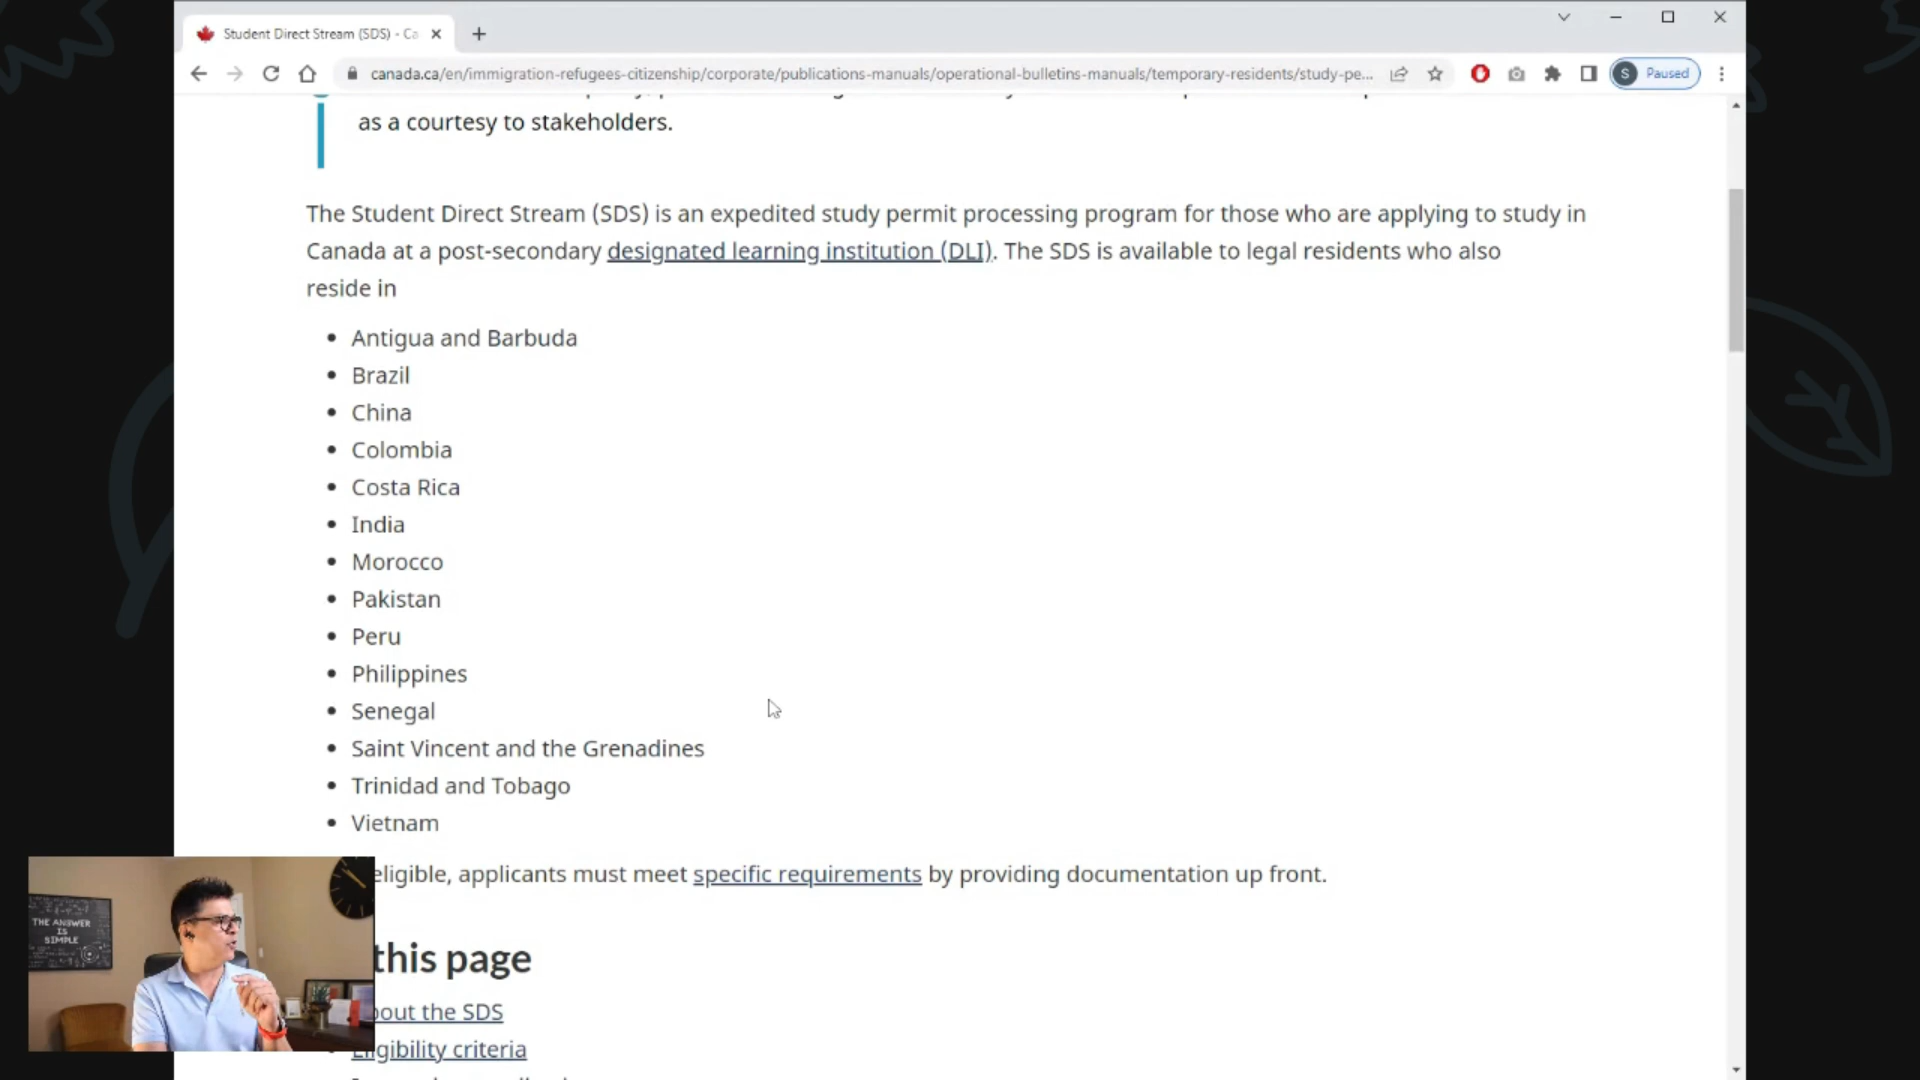 Student Direct Stream (SDS) - Ca
canada.ca/en/immigration-refugees-citizenship/corporate/publications-manuals/operational-bulletins-manuals/temporary-residents/study-pe...
S Paused
as a courtesy to stakeholders.
The Student Direct Stream (SDS) is an expedited study permit processing program for those who are applying to study in
Canada at a post-secondary designated learning institution (DLI). The SDS is available to legal residents who also
reside in
Antigua and Barbuda
Brazil
China
Colombia
Costa Rica
India
Morocco
Pakistan
Peru
Philippines
Senegal
Saint Vincent and the Grenadines
Trinidad and Tobago
Vietnam
eligible, applicants must meet specific requirements by providing documentation up front.
this page
bout the SDS
Eligibility criteria
THE ANSWER
IS
SIMPLE